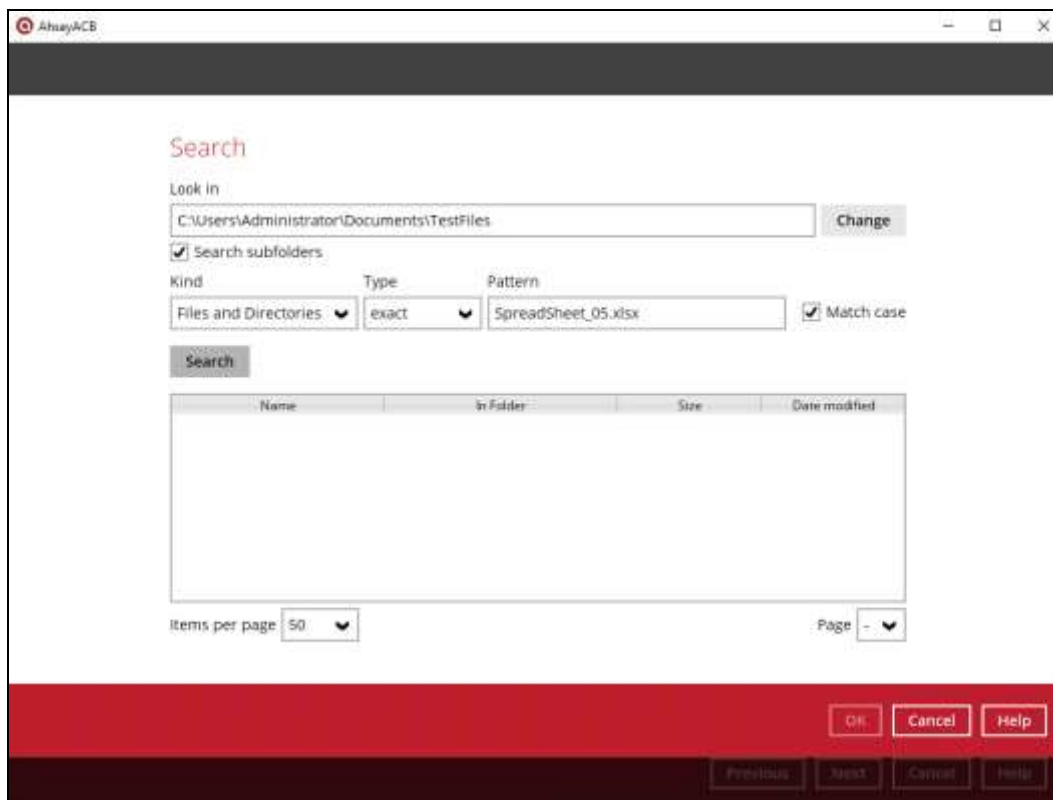 AhsayACB
Search
Look in
C:\Users\Administrator\Documents\TestFiles
Change
Search subfolders
Kind Type Pattern
Files and Directories exact SpreadSheet_05.xlsx Match case
Search
Name In Folder Size Date modified
Items per page 50 Page -
OK Cancel Help
Previous Next Cancel Help